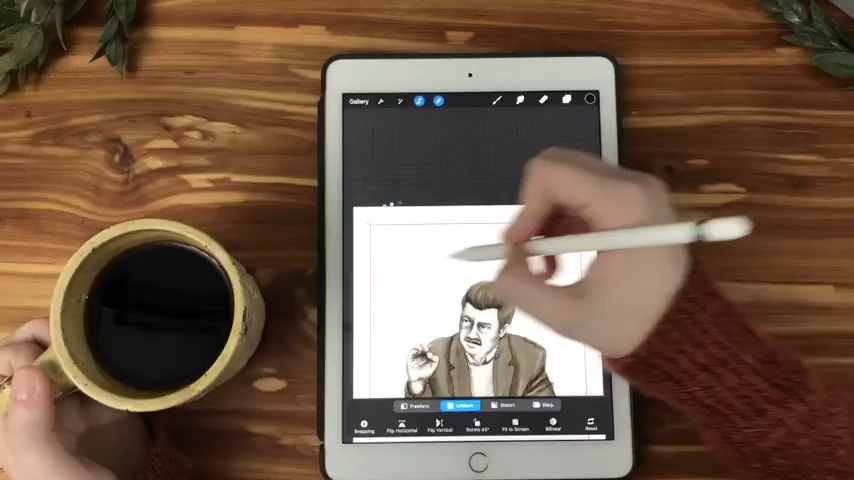 Gallery
Freeform Uniform Distort Warp
Snapping Flip Horizontal Flip Vertical Rotate 45° Fit to Screen Bilinear Reset